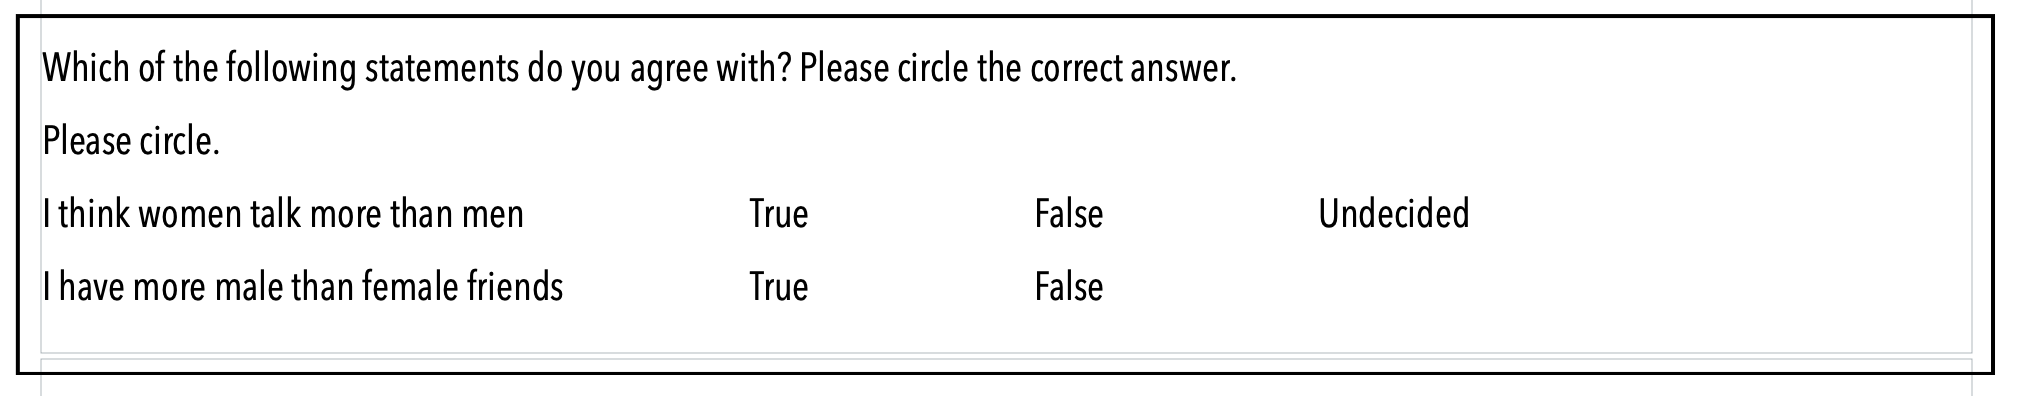 Which of the following statements do you agree with? Please circle the correct answer.
Please circle.
I think women talk more than men True False Undecided
I have more male than female friends True False